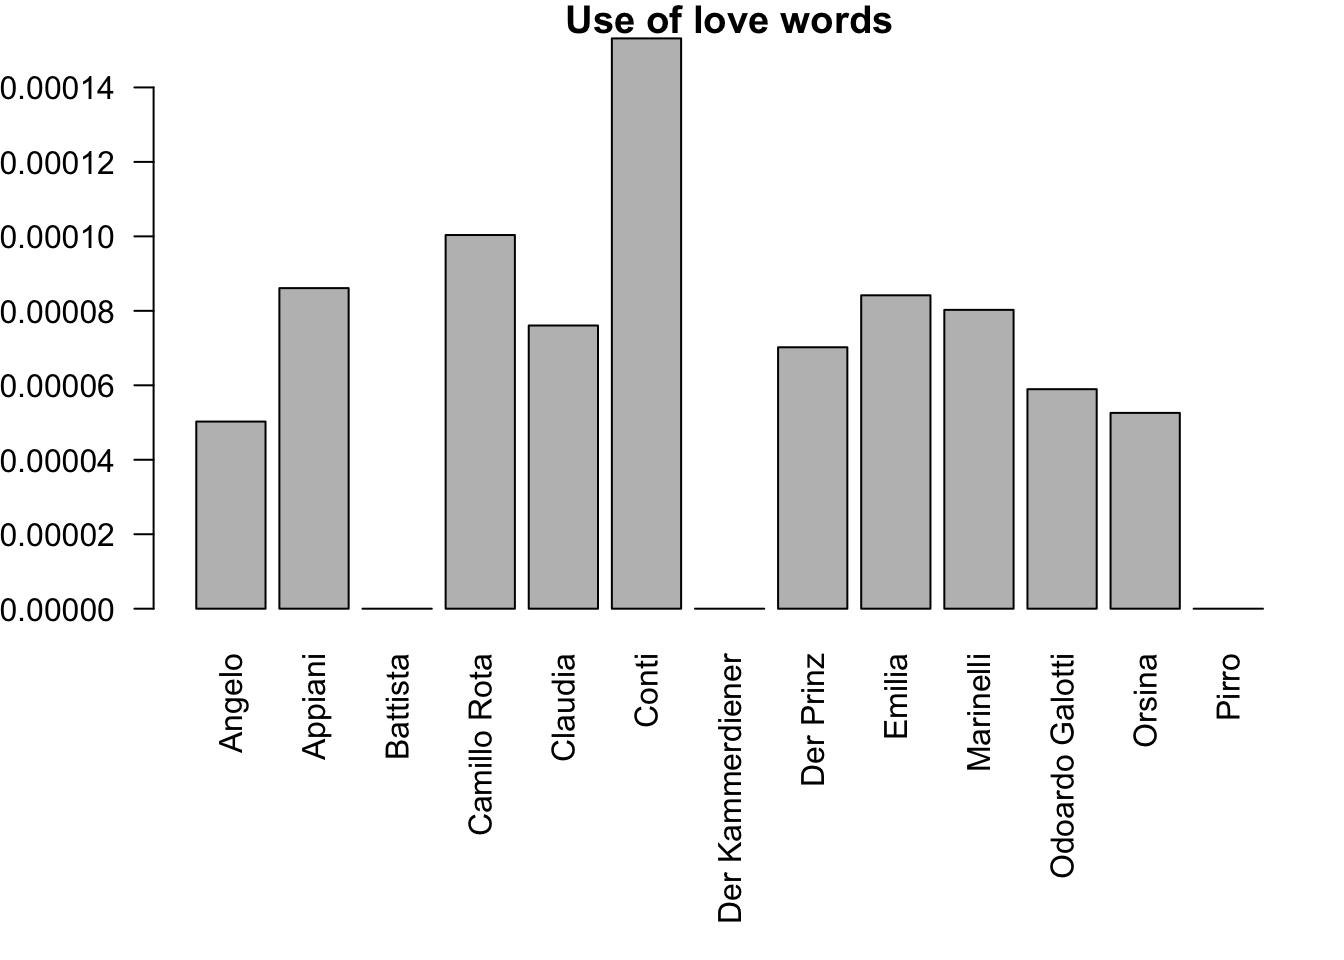 Use of love words
0.00014
0.00012
0.00010
0.00008
0.00006
0.00004
0.00002
0.00000
Angelo
Appiani
Battista
Camillo Rota
Claudia
Conti
Der Kammerdiener
Der Prinz
Emilia
Marinelli
Odoardo Galotti
Orsina
Pirro